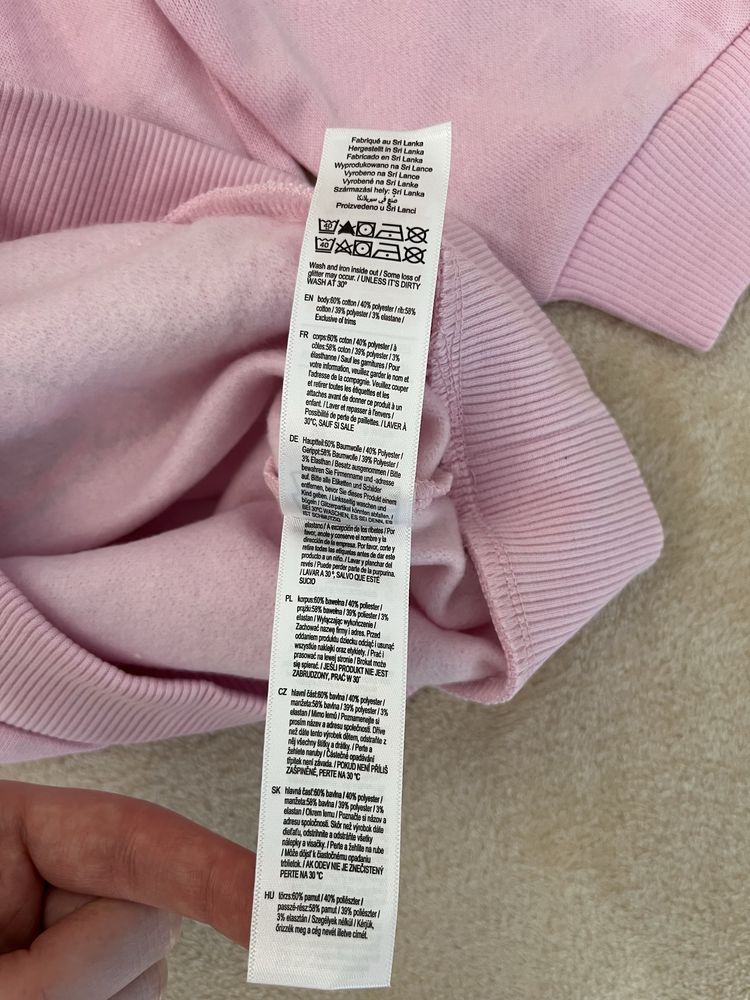 Fabriqué au Sri Lanka
Hergestellt in Sri Lanka
Fabricado en Sri Lanka
Wyprodukowano na Sri Lance
Vyrobeno na Sri Lance
Vyrobené na Srí Lanke
Származási hely: Sri Lanka
صنع في سريلانكا
Proizvedeno u Šri Lanci
40
40
Wash and iron inside out / Some loss of
glitter may occur. / UNLESS IT'S DIRTY
WASH AT 30°
EN body:60% cotton / 40% polyester / rib:58%
cotton / 39% polyester / 3% elastane /
Exclusive of trims
FR corps:60% coton / 40% polyester / à
côtes:58% coton / 39% polyester / 3%
élasthanne / Sauf les garnitures / Pour
votre information, veuillez garder le nom et
l'adresse de la compagnie. Veuillez couper
et retirer toutes les étiquettes et les
attaches avant de donner ce produit à un
enfant. / Laver et repasser à l'envers /
Possibilité de perte de paillettes. / LAVER À
30°C, SAUF SI SALE
DE Hauptteil:60% Baumwolle / 40% Polyester /
Gerippt:58% Baumwolle / 39% Polyester /
3% Elasthan / Besatz ausgenommen / Bitte
bewahren Sie Firmenname und -adresse
auf. Bitte alle Etiketten und Schilder
entfernen, bevor Sie dieses Produkt einem
Kind geben. / Linksseitig waschen und
bügeln / Glitzerpartikel könnten abfallen. /
BEI 30°C WASCHEN, ES SEI DENN, ES
IST SCHMUTZIG
elastano / A excepción de los ribetes / Por
favor, anote y conserve el nombre y la
dirección de la empresa. Por favor, corte y
retire todas las etiquetas antes de dar este
producto a un niño. / Lavar y planchar del
revés / Puede perder parte de la purpurina.
/ LAVAR A 30°, SALVO QUE ESTÉ
SUCIO
PL korpus:60% bawełna / 40% poliester /
prążki:58% bawełna / 39% poliester / 3%
elastan / Wyłączając wykończenie /
Zachować nazwę firmy i adres. Przed
oddaniem produktu dziecku odciąć i usunąć
wszystkie naklejki oraz etykiety. / Prać i
prasować na lewej stronie / Brokat może
się spierać. / JEŚLI PRODUKT NIE JEST
ZABRUDZONY, PRAĆ W 30°
CZ hlavní část:60% bavlna / 40% polyester /
manžeta:58% bavlna / 39% polyester / 3%
elastan / Mimo lemů / Poznamenejte si
prosím název a adresu společnosti. Dříve
než dáte tento výrobek dětem, odstraňte z
něj všechny štítky a drátky. / Perte a
žehlete naruby / Částečné opadávání
třpytek není závada. / POKUD NENÍ PŘÍLIŠ
ZAŠPINĚNÉ, PERTE NA 30°C
SK hlavná časť:60% bavlna / 40% polyester /
manžeta:58% bavlna / 39% polyester / 3%
elastan / Okrem lemu / Poznačte si názov a
adresu spoločnosti. Skôr než výrobok dáte
dieťaťu, odstrihnite a odstráňte všetky
nálepky a visačky. / Perte a žehlite na rube
/ Môže dôjsť k čiastočnému opadaniu
trblietok. / AK ODEV NIE JE ZNEČISTENÝ
PERTE NA 30°C
HU törzs:60% pamut / 40% poliészter /
passzé-rész:58% pamut / 39% poliészter /
3% elasztán / Szegélyek nélkül / Kérjük,
őrizzék meg a cég nevét illetve címét.